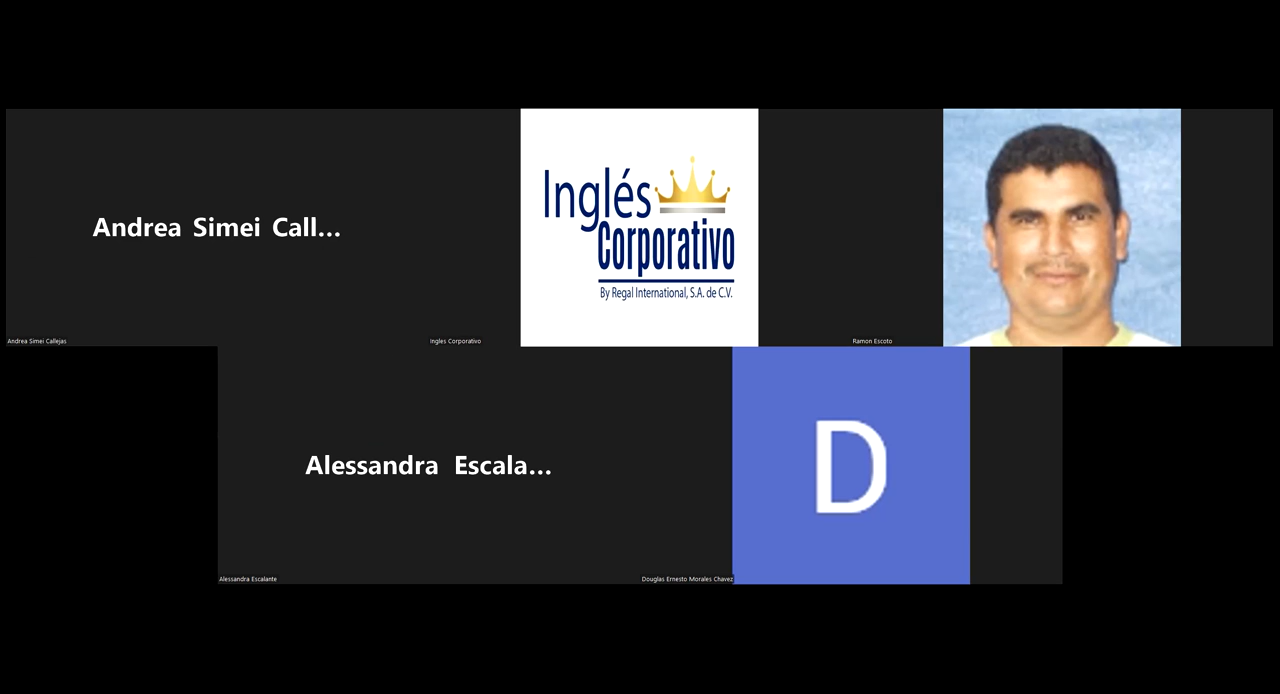 Andrea Simei Call...
Andrea Simei Callejas
Inglés
Corporativo
By Regal International, S.A. de C.V.
Ingles Corporativo
Ramon Escoto
Alessandra Escala...
Alessandra Escalante
D
Douglas Ernesto Morales Chavez